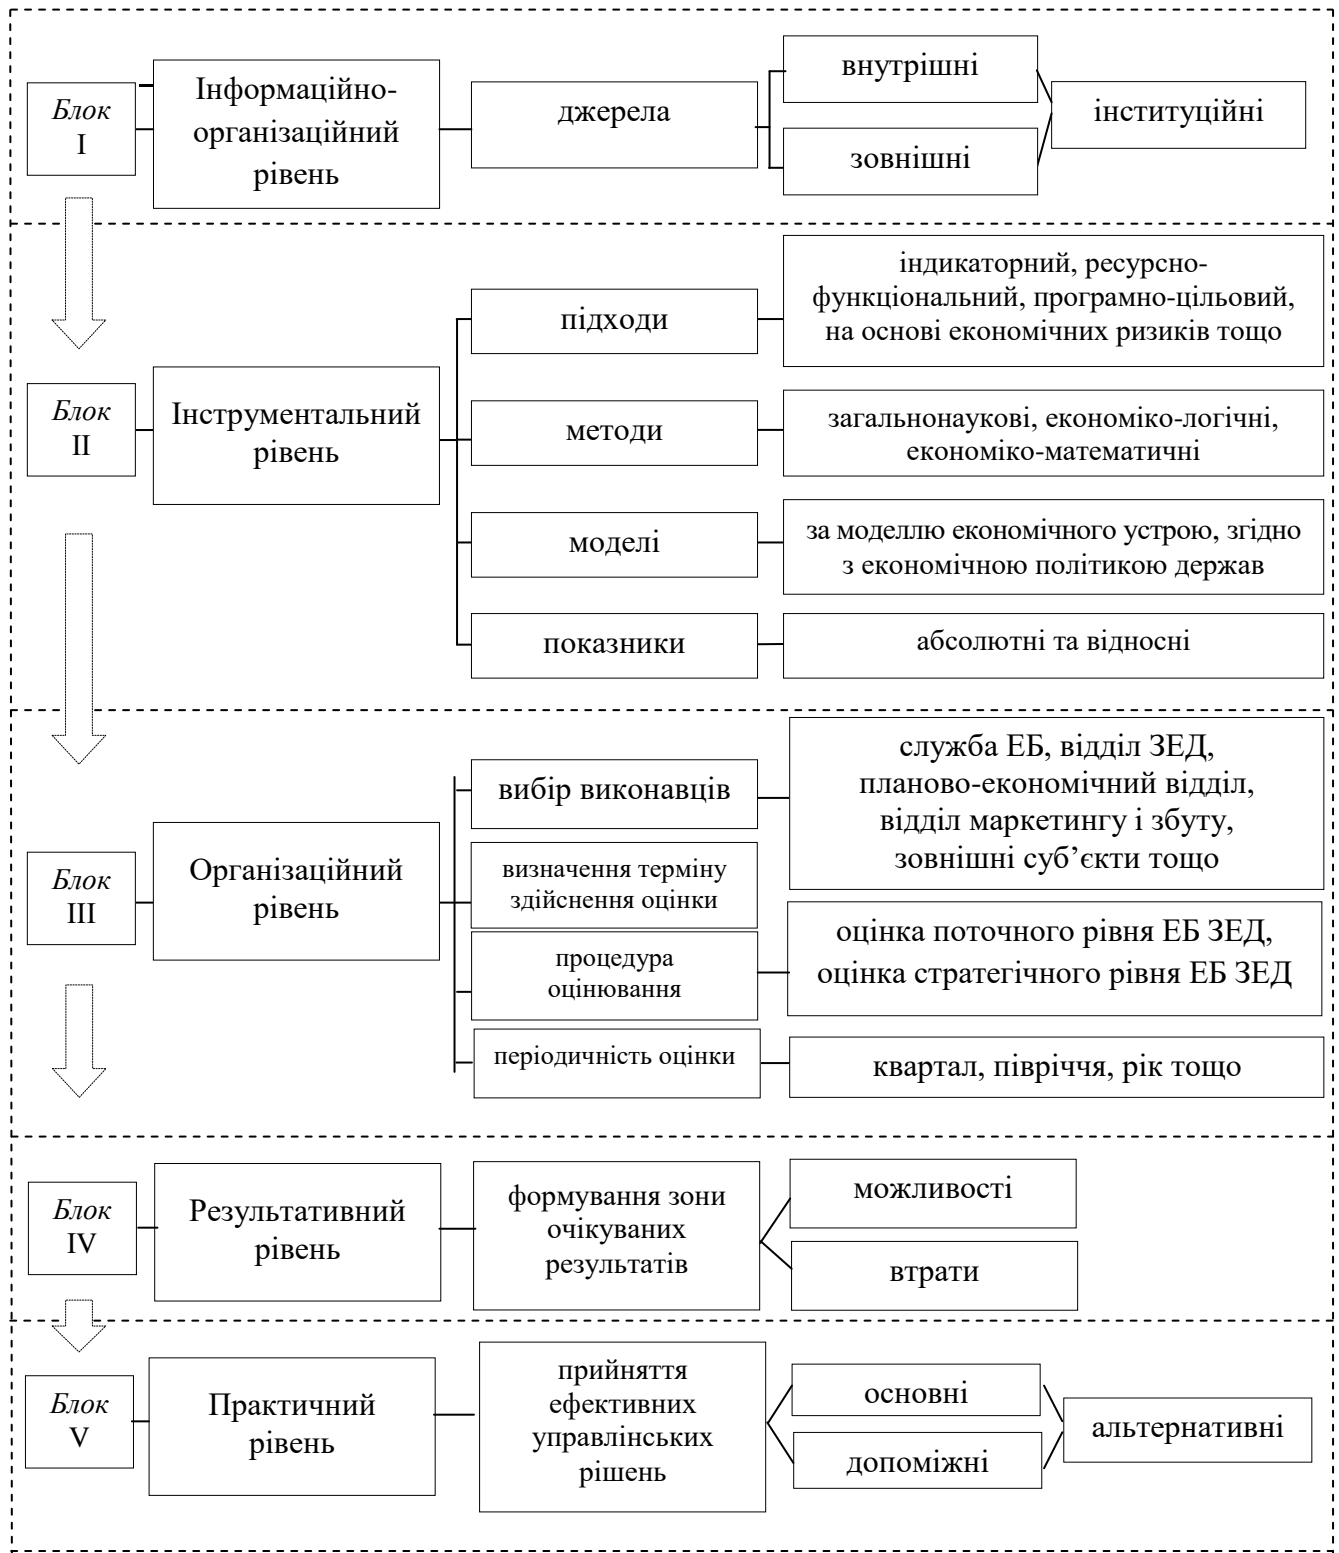 Блок
I
Інформаційно-
організаційний
рівень
джерела
внутрішні
зовнішні
інституційні
Блок
II
Інструментальний
рівень
підходи
індикаторний, ресурсно-
функціональний, програмно-цільовий,
на основі економічних ризиків тощо
методи
загальнонаукові, економіко-логічні,
економіко-математичні
моделі
за моделлю економічного устрою, згідно
з економічною політикою держав
показники
абсолютні та відносні
Блок
III
Організаційний
рівень
вибір виконавців
служба ЕБ, відділ ЗЕД,
планово-економічний відділ,
відділ маркетингу і збуту,
зовнішні суб’єкти тощо
визначення терміну
здійснення оцінки
процедура
оцінювання
оцінка поточного рівня ЕБ ЗЕД,
оцінка стратегічного рівня ЕБ ЗЕД
періодичність оцінки
квартал, півріччя, рік тощо
Блок
IV
Результативний
рівень
формування зони
очікуваних
результатів
можливості
втрати
Блок
V
Практичний
рівень
прийняття
ефективних
управлінських
рішень
основні
допоміжні
альтернативні